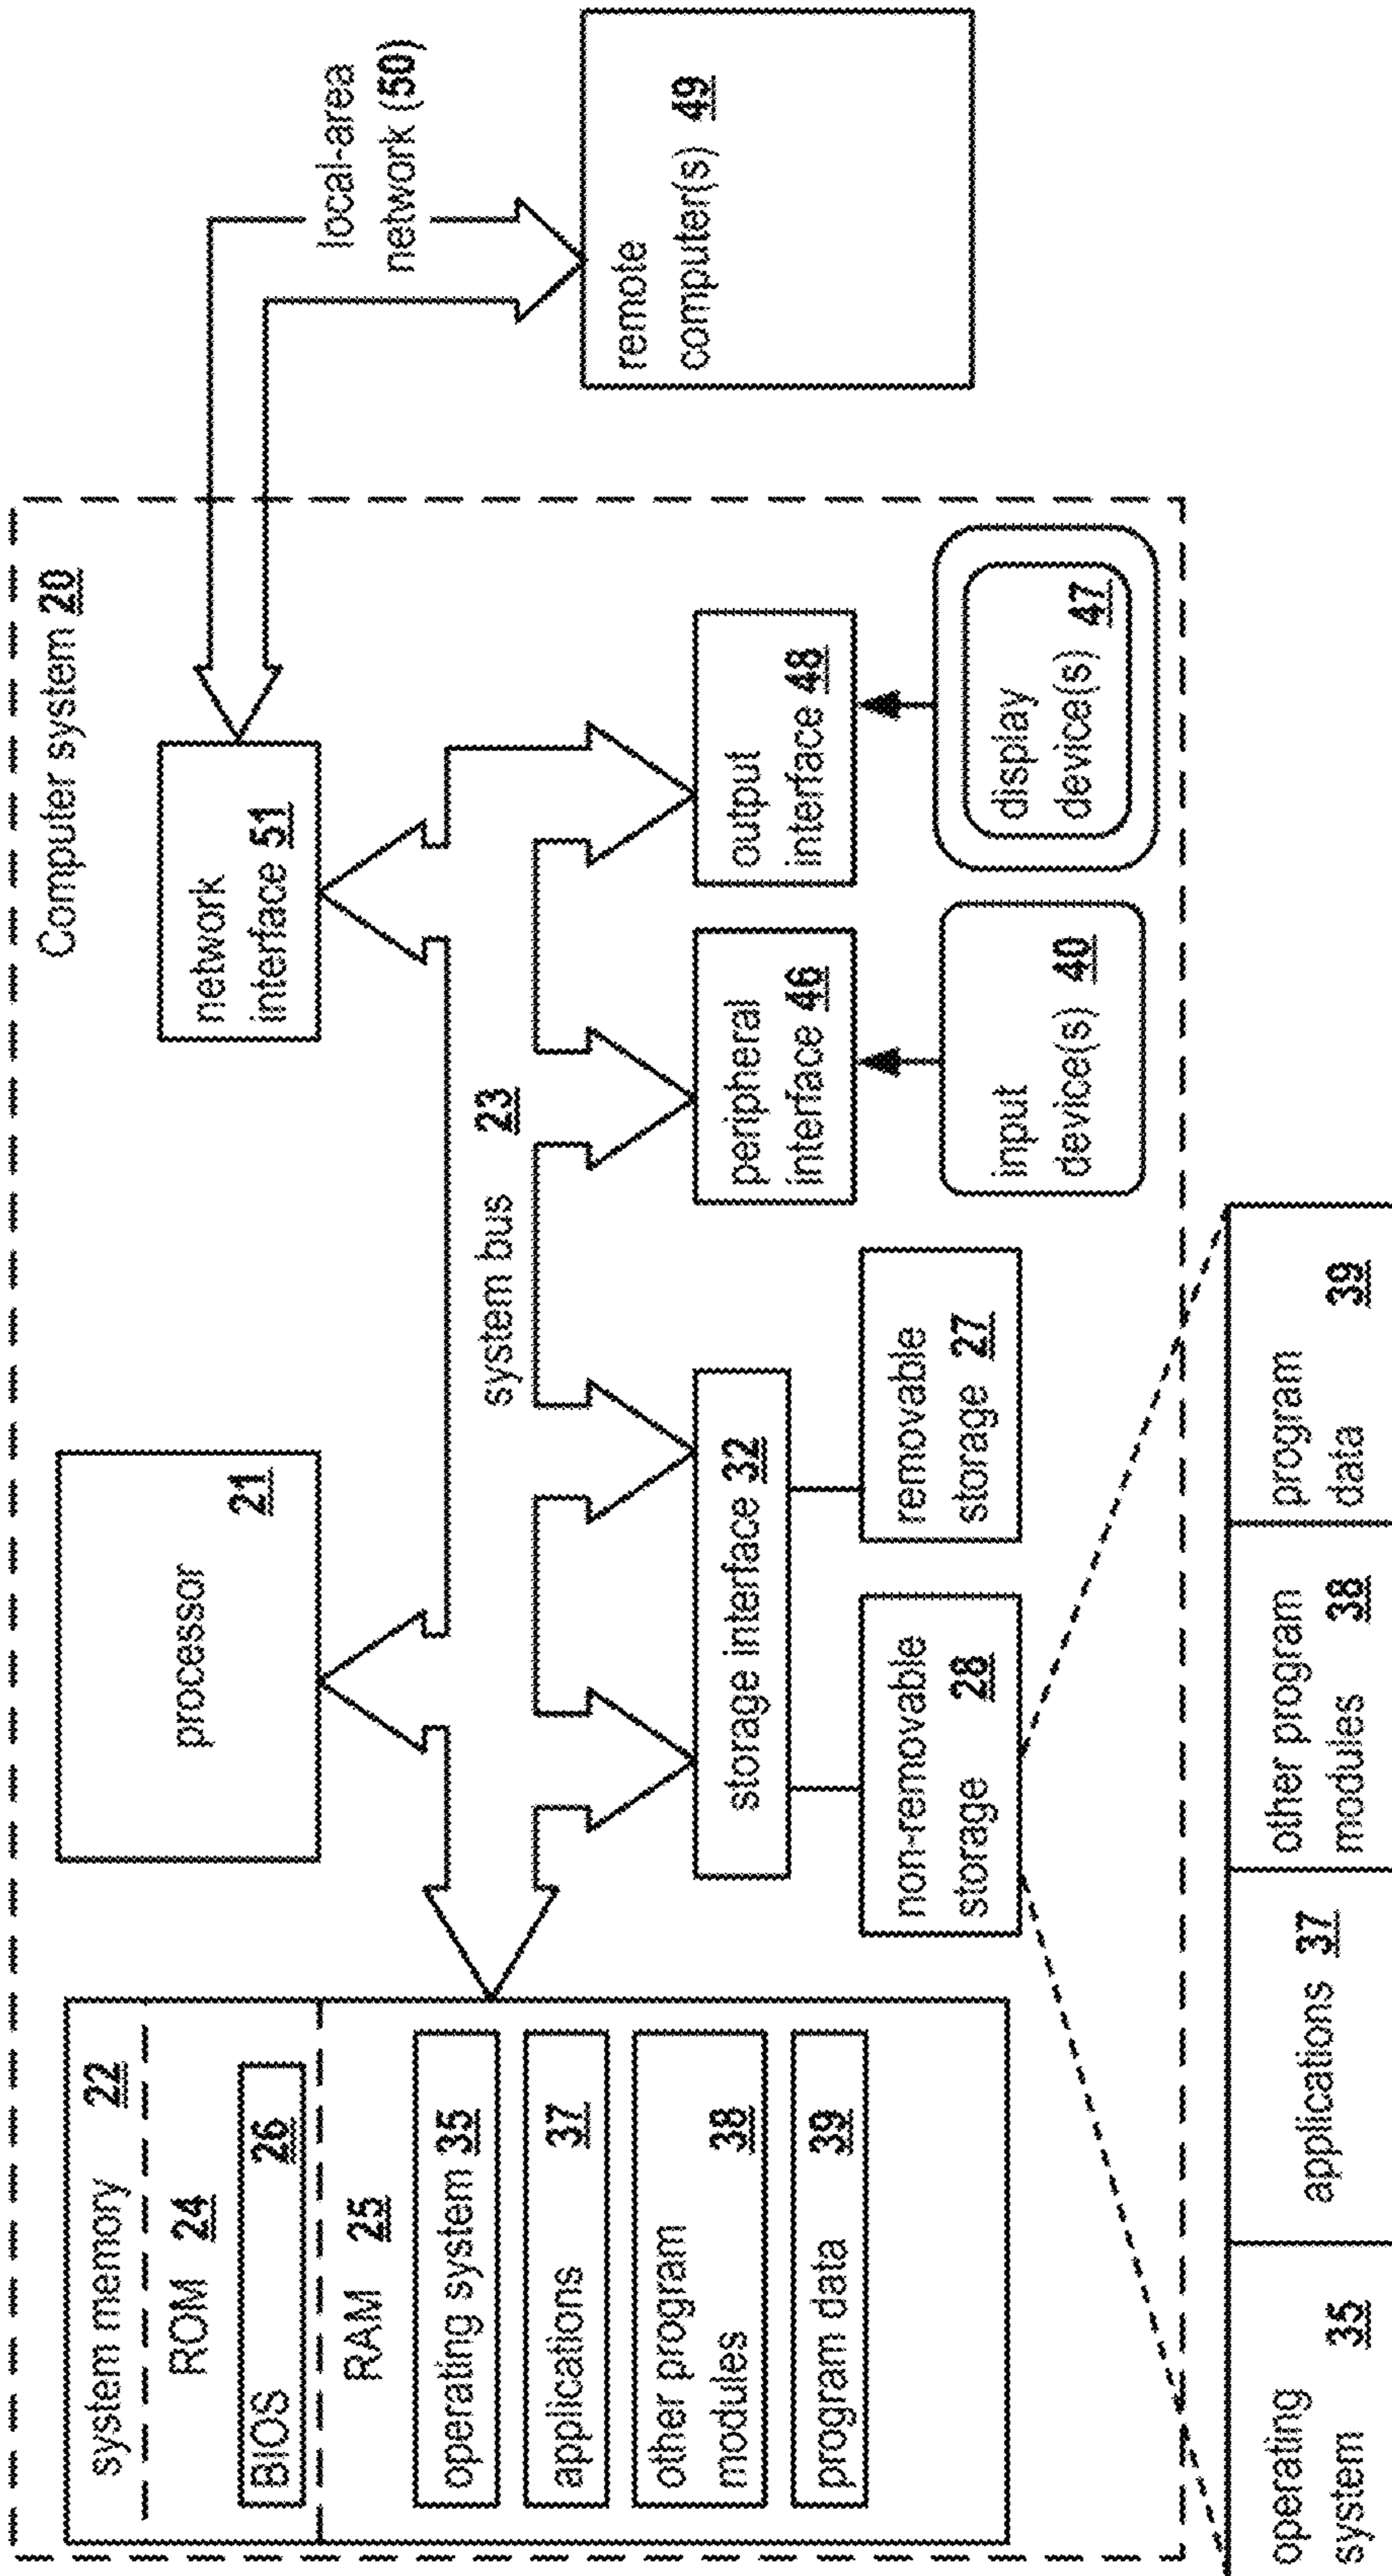 Computer system 20
system memory 22
ROM 24
BIOS 26
RAM 25
operating system 35
applications 37
other program
modules 38
program data 39
processor
21
network
interface 51
local-area
network (50)
system bus 23
storage interface 32
peripheral
interface 46
output
interface 48
remote
computer(s) 49
non-removable
storage 28
removable
storage 27
input
device(s) 40
display
device(s) 47
operating
system 35
applications 37
other program
modules 38
program
data 39